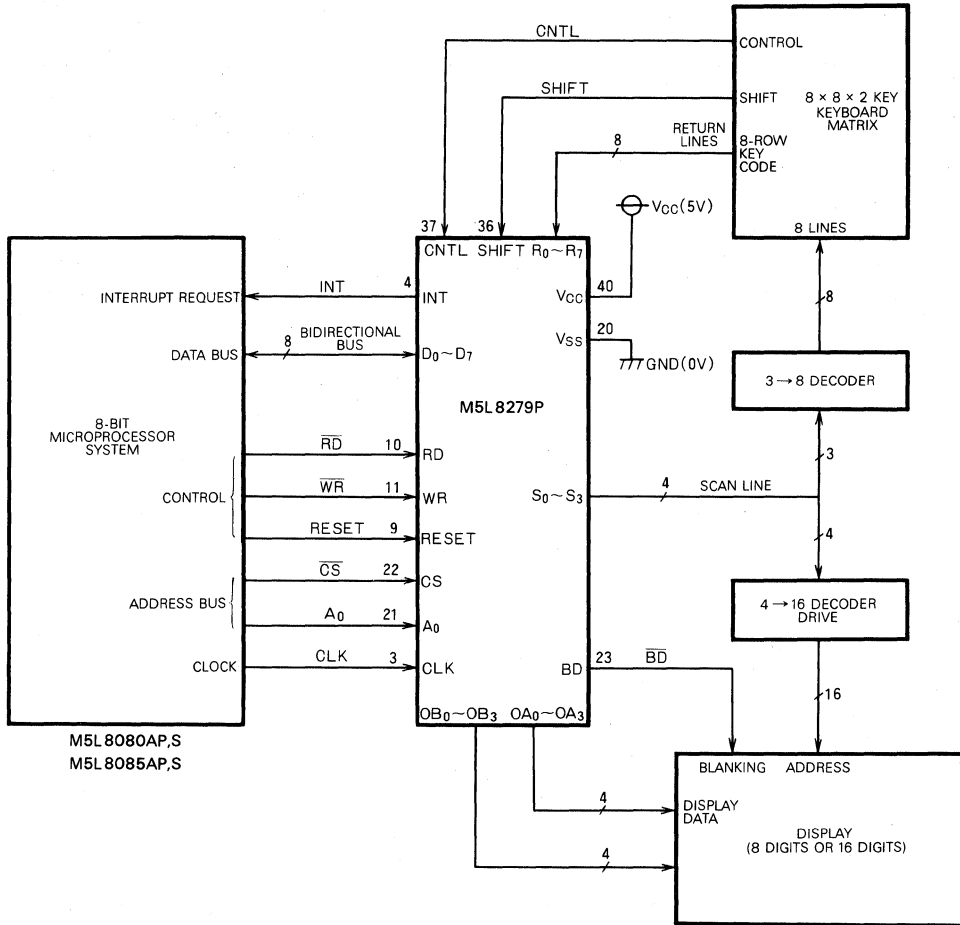 CNTL
CONTROL
SHIFT
SHIFT
8 × 8 × 2 KEY
KEYBOARD
MATRIX
RETURN
LINES
8
8-ROW
KEY
CODE
VCC(5V)
8 LINES
37
36
CNTL SHIFT R0~R7
INTERRUPT REQUEST
INT
4
INT
VCC
40
8
DATA BUS
8
BIDIRECTIONAL
BUS
D0~D7
VSS
20
GND(0V)
3→8 DECODER
M5L8279P
8-BIT
MICROPROCESSOR
SYSTEM
R̅D̅
10
RD
3
CONTROL
W̅R̅
11
WR
S0~S3
4
SCAN LINE
RESET
9
RESET
4
C̅S̅
22
CS
ADDRESS BUS
A0
21
A0
4→16 DECODER
DRIVE
CLOCK
CLK
3
CLK
BD
23
B̅D̅
16
OB0~OB3 OA0~OA3
M5L8080AP,S
M5L8085AP,S
BLANKING ADDRESS
4
DISPLAY
DATA
DISPLAY
(8 DIGITS OR 16 DIGITS)
4